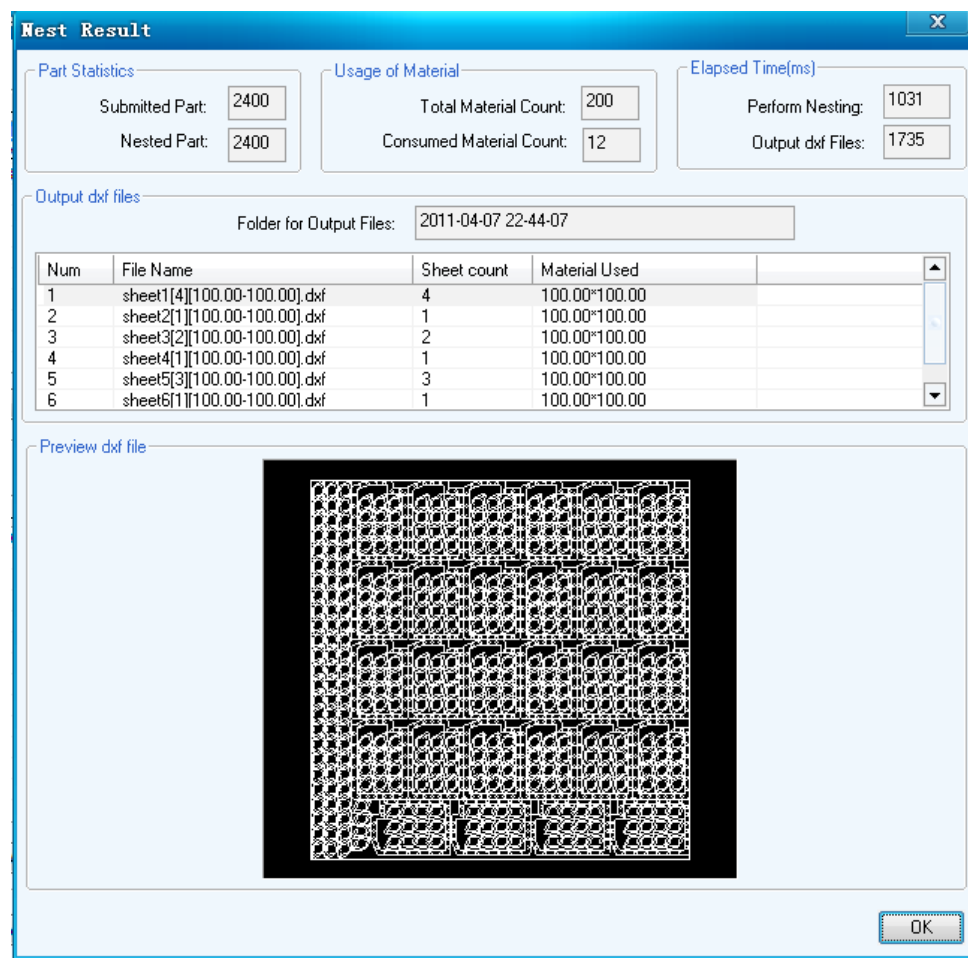 Nest Result
X
Part Statistics
Submitted Part: 2400
Nested Part: 2400
Usage of Material
Total Material Count: 200
Consumed Material Count: 12
Elapsed Time(ms)
Perform Nesting: 1031
Output dxf Files: 1735
Output dxf files
Folder for Output Files: 2011-04-07 22-44-07
Num File Name Sheet count Material Used
1 sheet1[4][100.00-100.00].dxf 4 100.00*100.00
2 sheet2[1][100.00-100.00].dxf 1 100.00*100.00
3 sheet3[2][100.00-100.00].dxf 2 100.00*100.00
4 sheet4[1][100.00-100.00].dxf 1 100.00*100.00
5 sheet5[3][100.00-100.00].dxf 3 100.00*100.00
6 sheet6[1][100.00-100.00].dxf 1 100.00*100.00
Preview dxf file
OK